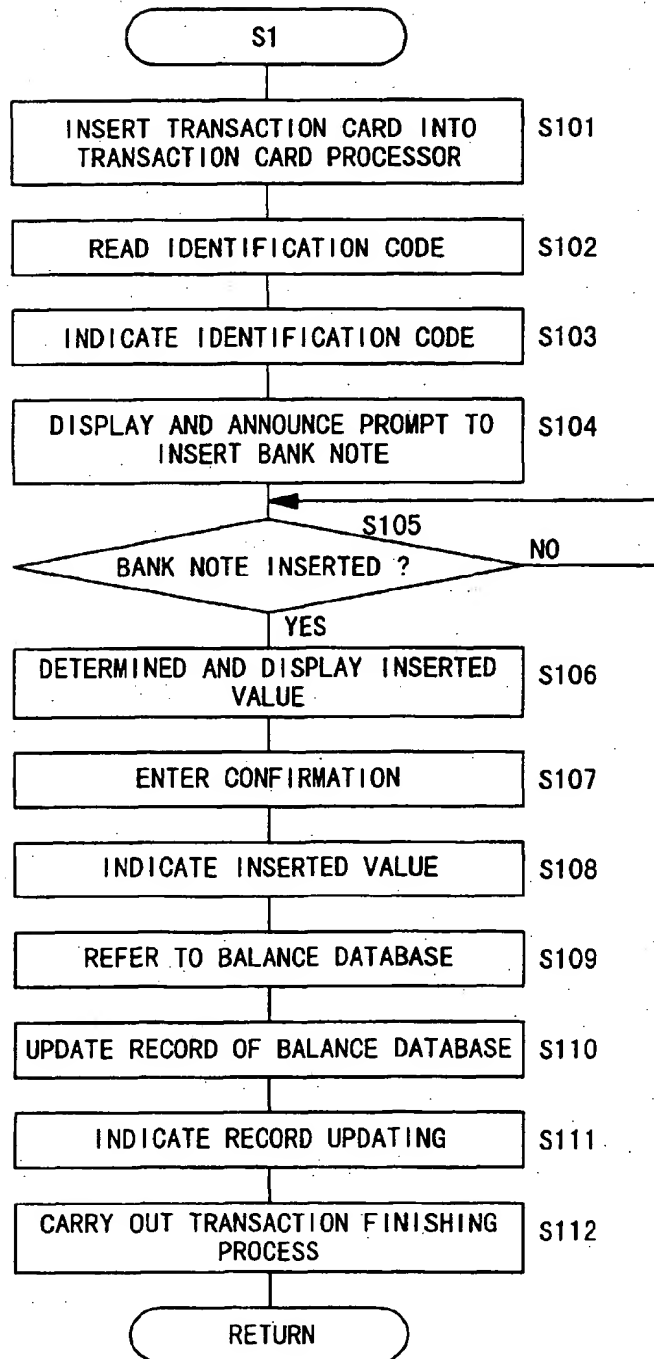 S1
INSERT TRANSACTION CARD INTO
TRANSACTION CARD PROCESSOR
S101
READ IDENTIFICATION CODE
S102
INDICATE IDENTIFICATION CODE
S103
DISPLAY AND ANNOUNCE PROMPT TO
INSERT BANK NOTE
S104
S105
BANK NOTE INSERTED ?
NO
YES
DETERMINED AND DISPLAY INSERTED
VALUE
S106
ENTER CONFIRMATION
S107
INDICATE INSERTED VALUE
S108
REFER TO BALANCE DATABASE
S109
UPDATE RECORD OF BALANCE DATABASE
S110
INDICATE RECORD UPDATING
S111
CARRY OUT TRANSACTION FINISHING
PROCESS
S112
RETURN